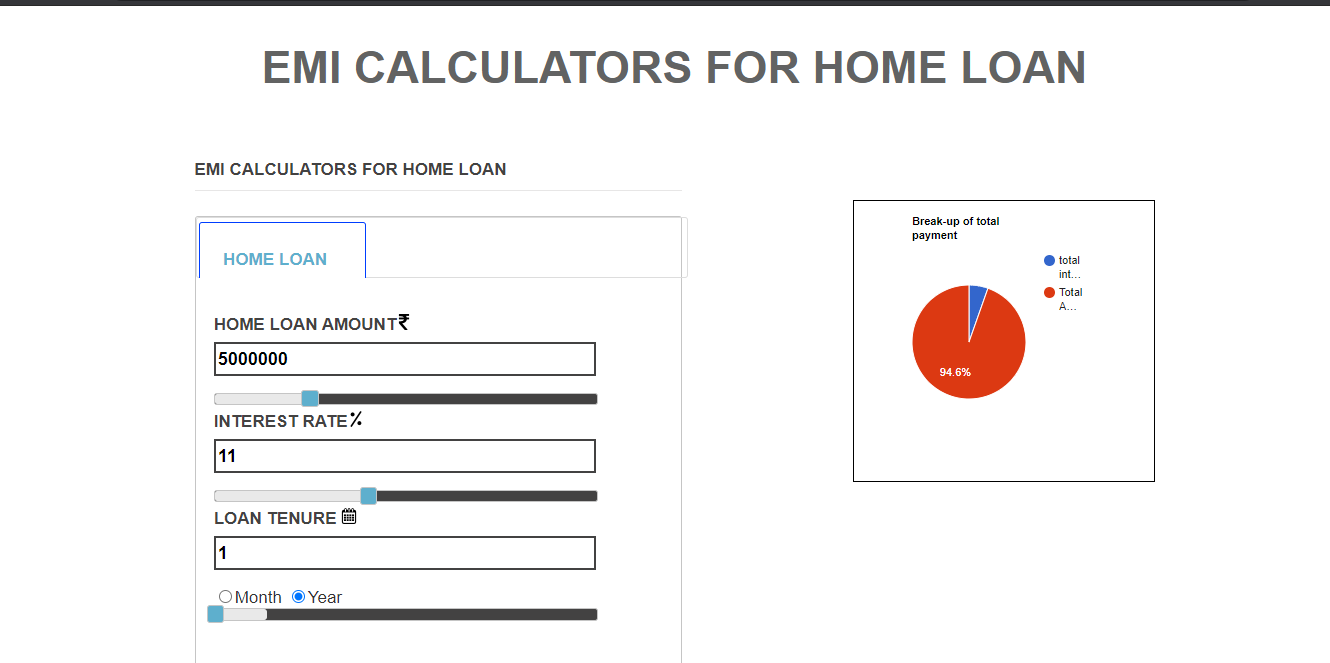 EMI CALCULATORS FOR HOME LOAN
EMI CALCULATORS FOR HOME LOAN
HOME LOAN
HOME LOAN AMOUNT₹
5000000
INTEREST RATE%
11
LOAN TENURE
1
Month Year
Break-up of total
payment
total
int...
Total
A...
94.6%